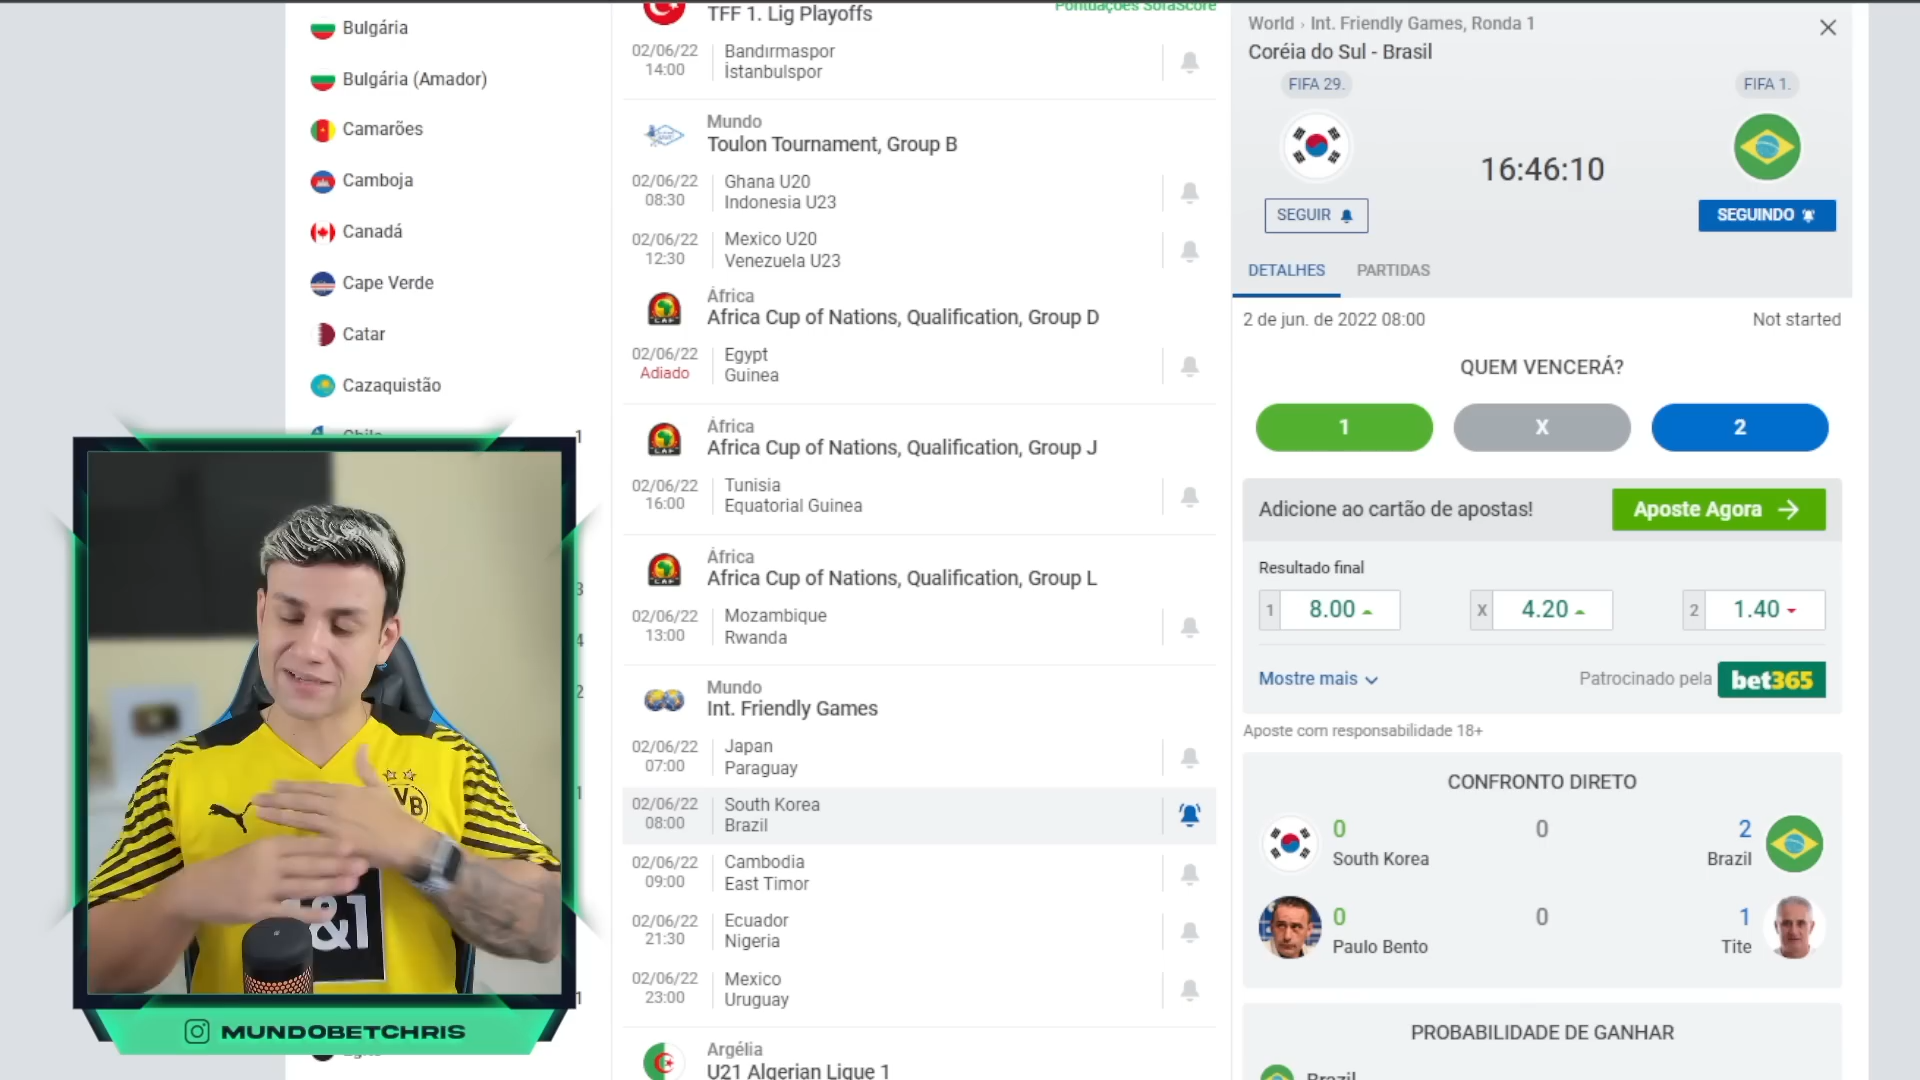 Bulgária
Bulgária (Amador)
Camarões
Camboja
Canadá
Cape Verde
Catar
Cazaquistão
1
3
4
2
1
1
MUNDOBETCHRIS
Pontuações SofaScore
TFF 1. Lig Playoffs
02/06/22 Bandırmaspor
14:00 İstanbulspor
Mundo
Toulon Tournament, Group B
02/06/22 Ghana U20
08:30 Indonesia U23
02/06/22 Mexico U20
12:30 Venezuela U23
África
Africa Cup of Nations, Qualification, Group D
02/06/22 Egypt
Adiado Guinea
África
Africa Cup of Nations, Qualification, Group J
02/06/22 Tunisia
16:00 Equatorial Guinea
África
Africa Cup of Nations, Qualification, Group L
02/06/22 Mozambique
13:00 Rwanda
Mundo
Int. Friendly Games
02/06/22 Japan
07:00 Paraguay
02/06/22 South Korea
08:00 Brazil
02/06/22 Cambodia
09:00 East Timor
02/06/22 Ecuador
21:30 Nigeria
02/06/22 Mexico
23:00 Uruguay
Argélia
U21 Algerian Ligue 1
World › Int. Friendly Games, Ronda 1
Coréia do Sul - Brasil
FIFA 29. FIFA 1.
16:46:10
SEGUIR SEGUINDO
DETALHES PARTIDAS
2 de jun. de 2022 08:00 Not started
QUEM VENCERÁ?
1 X 2
Adicione ao cartão de apostas! Aposte Agora
Resultado final
1 8.00 X 4.20 2 1.40
Mostre mais Patrocinado pela bet365
Aposte com responsabilidade 18+
CONFRONTO DIRETO
0 0 2
South Korea Brazil
0 0 1
Paulo Bento Tite
PROBABILIDADE DE GANHAR
Brazil
&1